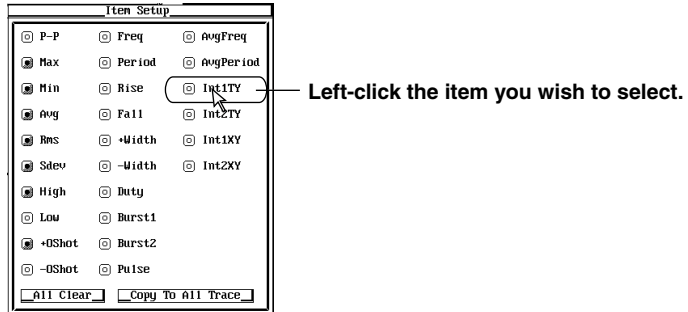 Item Setup
P-P Freq AvgFreq
Max Period AvgPeriod
Min Rise Int1TY
Avg Fall Int2TY
Rms +Width Int1XY
Sdev -Width Int2XY
High Duty
Low Burst1
+OShot Burst2
-OShot Pulse
All Clear Copy To All Trace
Left-click the item you wish to select.